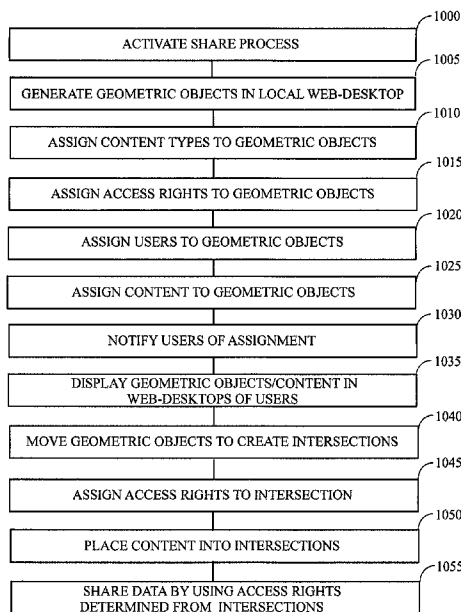 1000
ACTIVATE SHARE PROCESS
1005
GENERATE GEOMETRIC OBJECTS IN LOCAL WEB-DESKTOP
1010
ASSIGN CONTENT TYPES TO GEOMETRIC OBJECTS
1015
ASSIGN ACCESS RIGHTS TO GEOMETRIC OBJECTS
1020
ASSIGN USERS TO GEOMETRIC OBJECTS
1025
ASSIGN CONTENT TO GEOMETRIC OBJECTS
1030
NOTIFY USERS OF ASSIGNMENT
1035
DISPLAY GEOMETRIC OBJECTS/CONTENT IN
WEB-DESKTOPS OF USERS
1040
MOVE GEOMETRIC OBJECTS TO CREATE INTERSECTIONS
1045
ASSIGN ACCESS RIGHTS TO INTERSECTION
1050
PLACE CONTENT INTO INTERSECTIONS
1055
SHARE DATA BY USING ACCESS RIGHTS
DETERMINED FROM INTERSECTIONS